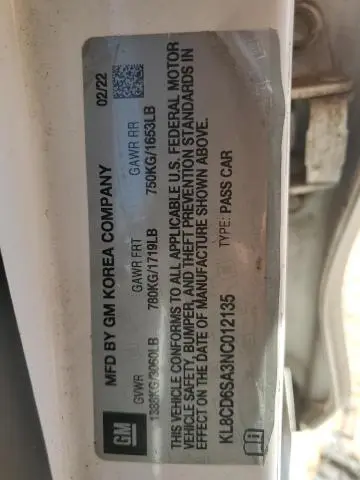 MFD BY GM KOREA COMPANY 02/22
GVWR GAWR FRT GAWR RR
1388KG/3060LB 780KG/1719LB 750KG/1653LB
THIS VEHICLE CONFORMS TO ALL APPLICABLE U.S. FEDERAL MOTOR
VEHICLE SAFETY, BUMPER, AND THEFT PREVENTION STANDARDS IN
EFFECT ON THE DATE OF MANUFACTURE SHOWN ABOVE.
KL8CD6SA3NC012135 TYPE: PASS CAR
GM